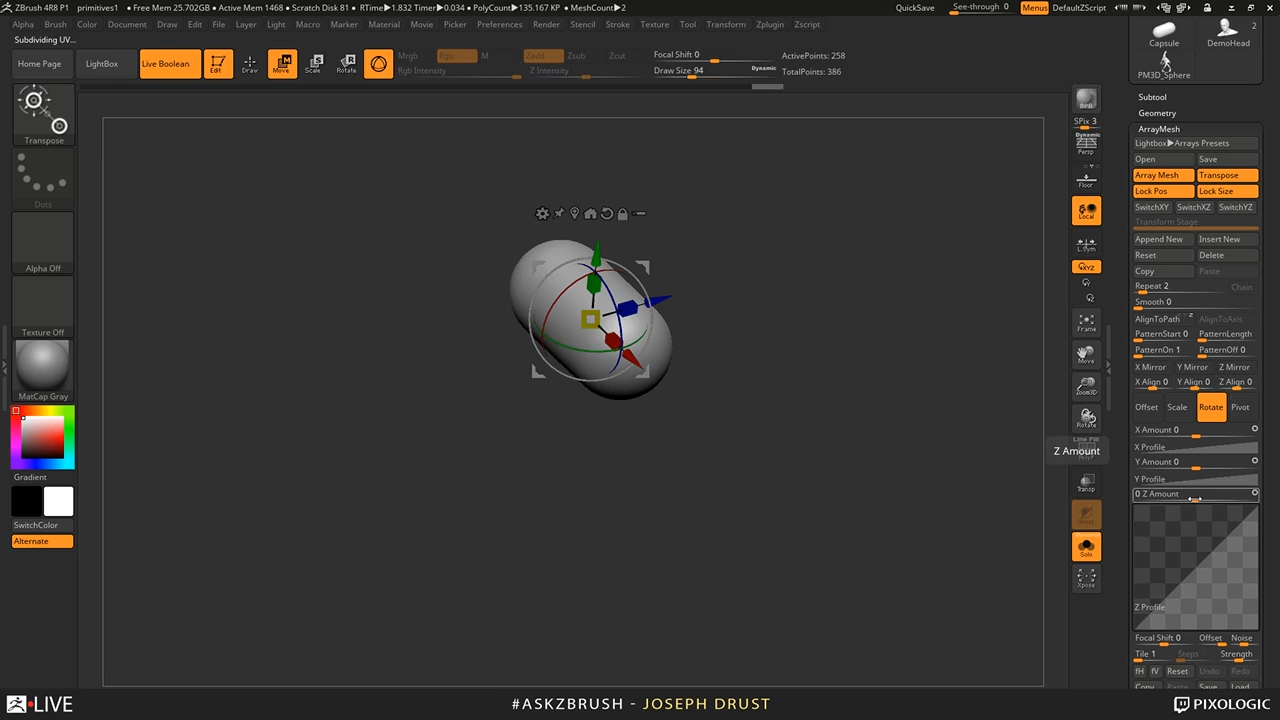 ZBrush 4R8 P1 primitives1 • Free Mem 25.702GB • Active Mem 1468 • Scratch Disk 81 • RTime▶1.832 Timer▶0.034 • PolyCount▶135.167 KP • MeshCount▶2 QuickSave See-through 0 Menus DefaultZScript
Alpha Brush Color Document Draw Edit File Layer Light Macro Marker Material Movie Picker Preferences Render Stencil Stroke Texture Tool Transform Zplugin Zscript
Subdividing UV...
Home Page LightBox Live Boolean Edit Draw Move Scale Rotate
Mrgb Rgb M Zadd Zsub Zcut
Rgb Intensity Z Intensity
Focal Shift 0
Draw Size 94 Dynamic
ActivePoints: 258
TotalPoints: 386
Transpose
Dots
Alpha Off
Texture Off
MatCap Gray
Gradient
SwitchColor
Alternate
BPR
SPix 3
Dynamic
Persp
Floor
Local
L.Sym
XYZ
Frame
Move
Zoom3D
Rotate
Line Fill
Z Amount
Transp
Ghost
Solo
Xpose
2
Capsule DemoHead
PM3D_Sphere
Subtool
Geometry
ArrayMesh
Lightbox▶Arrays Presets
Open Save
Array Mesh Transpose
Lock Pos Lock Size
SwitchXY SwitchXZ SwitchYZ
Transform Stage
Append New Insert New
Reset Delete
Copy Paste
Repeat 2 Chain
Smooth 0
AlignToPath AlignToAxis
PatternStart 0 PatternLength
PatternOn 1 PatternOff 0
X Mirror Y Mirror Z Mirror
X Align 0 Y Align 0 Z Align 0
Offset Scale Rotate Pivot
X Amount 0
X Profile
Y Amount 0
Y Profile
0 Z Amount
Z Profile
Focal Shift 0 Offset Noise
Tile 1 Steps Strength
fH fV Reset Undo Redo
Copy Paste Save Load
LIVE
#ASKZBRUSH - JOSEPH DRUST
PIXOLOGIC